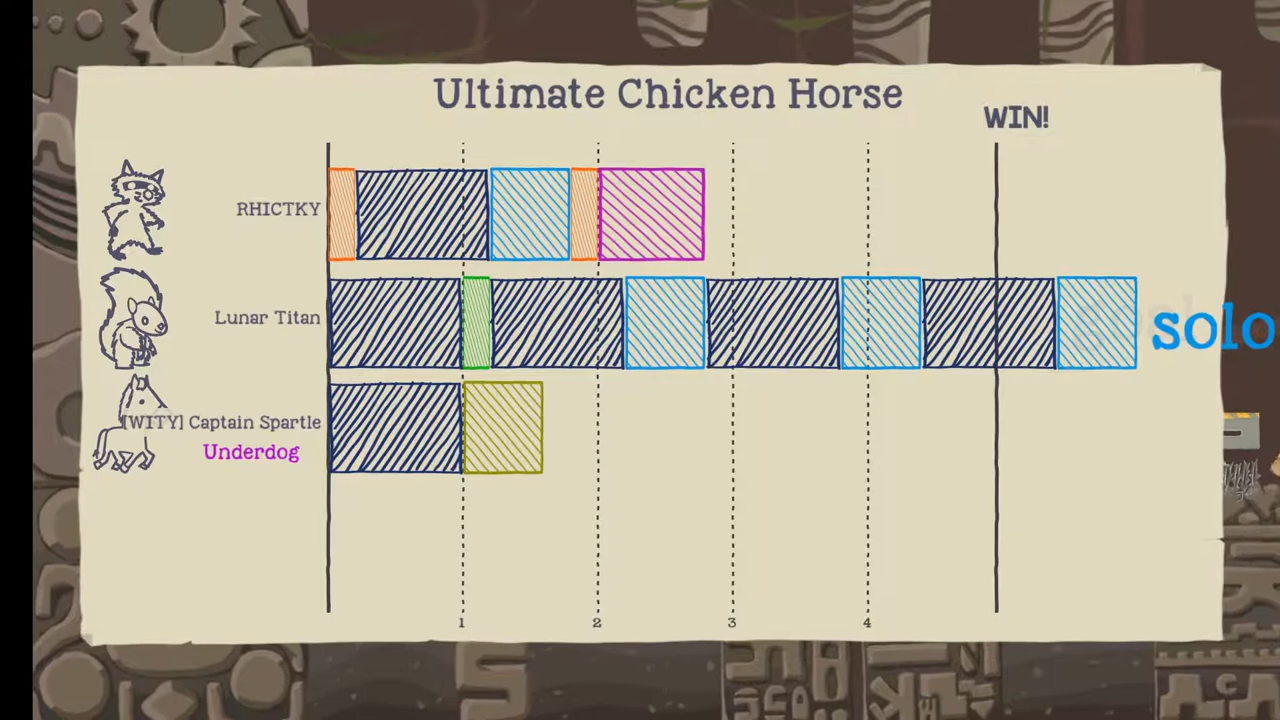 Ultimate Chicken Horse
WIN!
RHICTKY
Lunar Titan
solo
[WITY] Captain Spartle
Underdog
1 2 3 4